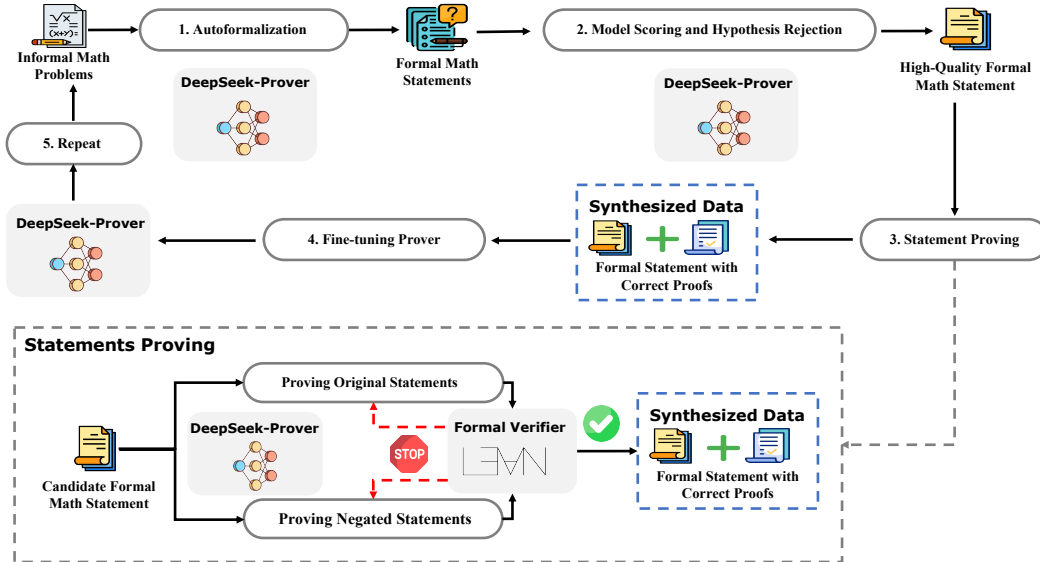 1. Autoformalization
2. Model Scoring and Hypothesis Rejection
Informal Math
Problems
Formal Math
Statements
High-Quality Formal
Math Statement
DeepSeek-Prover
DeepSeek-Prover
5. Repeat
DeepSeek-Prover
4. Fine-tuning Prover
Synthesized Data
Formal Statement with
Correct Proofs
3. Statement Proving
Statements Proving
Proving Original Statements
Candidate Formal
Math Statement
DeepSeek-Prover
STOP
Formal Verifier
LEAN
Proving Negated Statements
Synthesized Data
Formal Statement with
Correct Proofs